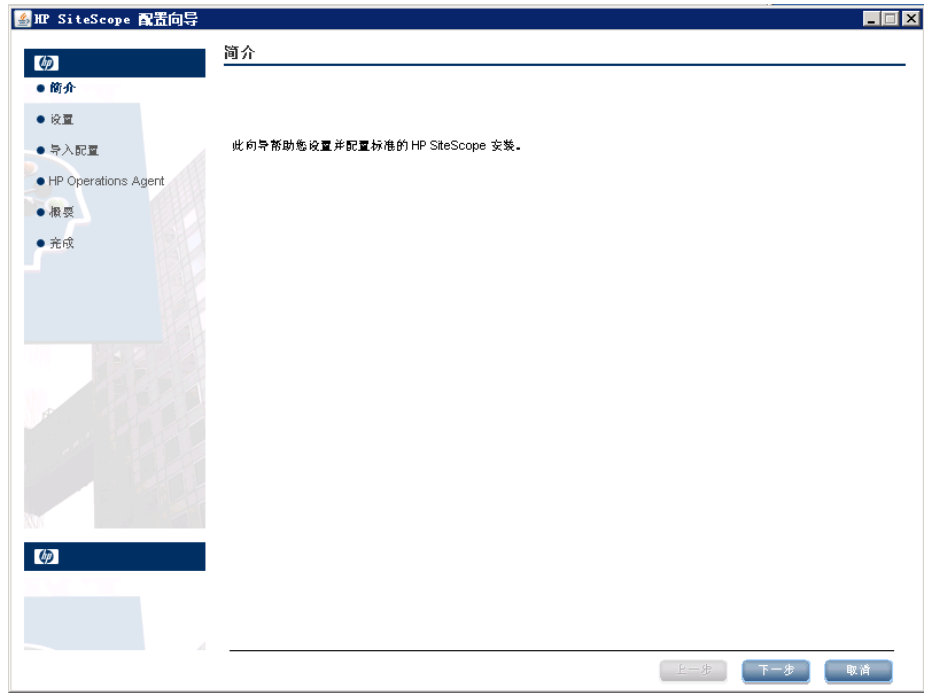 HP SiteScope 配置向导
简介
hp
简介
设置
导入配置
HP Operations Agent
概要
完成
此向导帮助您设置并配置标准的 HP SiteScope 安装。
hp
上一步
下一步
取消